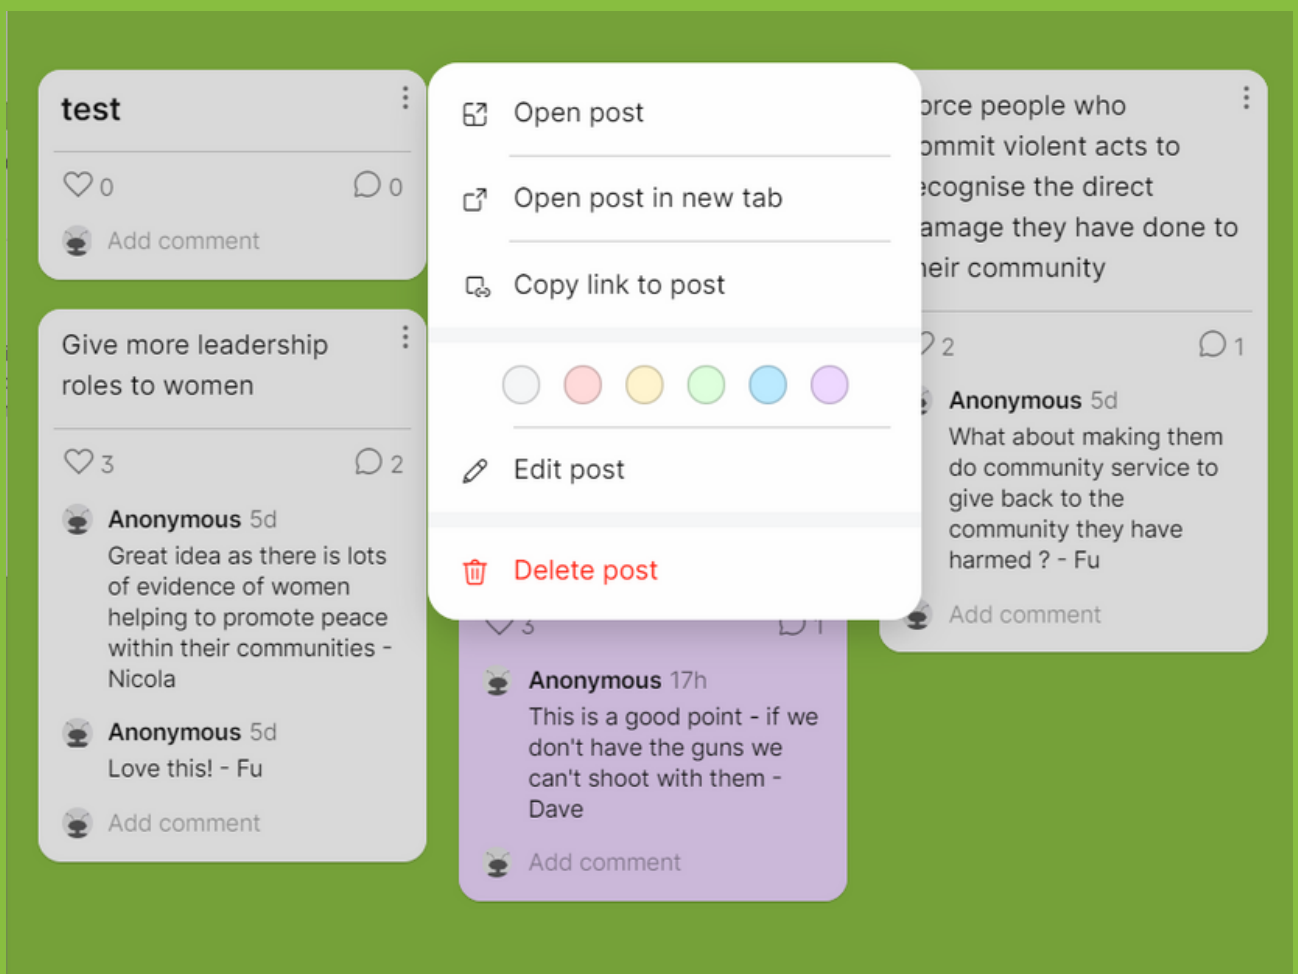 test
0
0
Add comment
Give more leadership
roles to women
3
2
Anonymous 5d
Great idea as there is lots
of evidence of women
helping to promote peace
within their communities -
Nicola
Anonymous 5d
Love this! - Fu
Add comment
Open post
Open post in new tab
Copy link to post
Edit post
Delete post
3
1
Anonymous 17h
This is a good point - if we
don't have the guns we
can't shoot with them -
Dave
Add comment
orce people who
ommit violent acts to
ecognise the direct
amage they have done to
heir community
2
1
Anonymous 5d
What about making them
do community service to
give back to the
community they have
harmed ? - Fu
Add comment